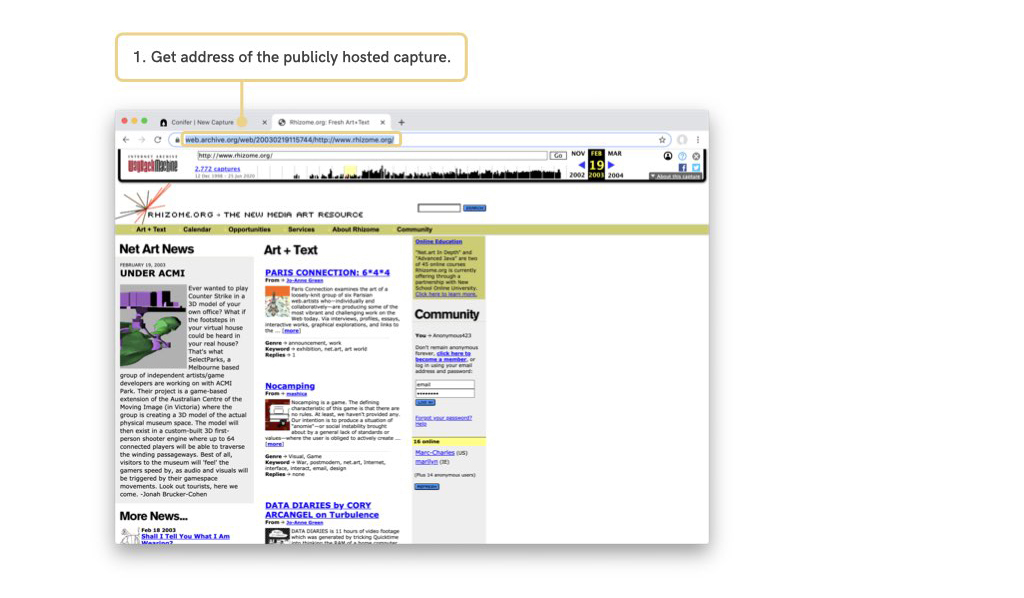 1. Get address of the publicly hosted capture.
Conifer | New Capture
Rhizome.org: Fresh Art+Text
web.archive.org/web/20030219115744/http://www.rhizome.org/
INTERNET ARCHIVE
WayBackMachine
http://www.rhizome.org/
Go
NOV FEB MAR
2,772 captures
19
12 Dec 1998 - 21 Jun 2020
2002 2003 2004
About this capture
RHIZOME.ORG → THE NEW MEDIA ART RESOURCE
Art + Text Calendar Opportunities Services About Rhizome Community
Net Art News
FEBRUARY 19, 2003
UNDER ACMI
Ever wanted to play
Counter Strike in a
3D model of your
own office? What if
the footsteps in
your virtual house
could be heard in
your real house?
That's what
SelectParks, a
Melbourne based
group of independent artists/game
developers are working on with ACMI
Park. Their project is a game-based
extension of the Australian Centre of the
Moving Image (in Victoria) where the
group is creating a 3D model of the actual
physical museum space. The model will
then exist in a custom-built 3D first-
person shooter engine where up to 64
connected players will be able to traverse
the winding passageways. Best of all,
visitors to the museum will 'feel' the
gamers speed by, as audio and visuals will
be triggered by their gamespace
movements. Look out tourists, here we
come. -Jonah Brucker-Cohen
More News...
Feb 18 2003
Shall I Tell You What I Am
Wearing?
Art + Text
PARIS CONNECTION: 6*4*4
From → Jo-Anne Green
Paris Connection examines the art of a
loosely-knit group of six Parisian
web.artists —individually and
collectively—are producing some of the
most vibrant and challenging work on the
Web today. Via interviews, profiles, essays,
interactive works, graphical explorations, and links to
the ... [more]
Genre → announcement, work
Keyword → exhibition, net.art, art world
Replies → 1
Nocamping
From → mashica
Nocamping is a game. The defining
characteristic of this game is that there are
no rules. At least, we haven't provided any.
Our intention is to produce a situation of
"anomie"—or social instability brought
about by a general lack of standards or
values—where the user is obliged to actively create ...
[more]
Genre → Visual, Game
Keyword → War, postmodern, net.art, Internet,
interface, interact, email, design
Replies → none
DATA DIARIES by CORY
ARCANGEL on Turbulence
From → Jo-Anne Green
DATA DIARIES is 11 hours of video footage
which was generated by tricking Quicktime
into thinking the RAM of a home computer
Online Education
"Net.art In Depth" and
"Advanced Java" are two
of 45 online courses
Rhizome.org is currently
offering through a
partnership with New
School Online University.
Click here to learn more.
Community
You → Anonymous423
Don't remain anonymous
forever, click here to
become a member, or
log in using your email
address and password:
email
Forgot your password?
Help
16 online
Marc-Charles (US)
marilyn (IE)
(Plus 14 anonymous users)